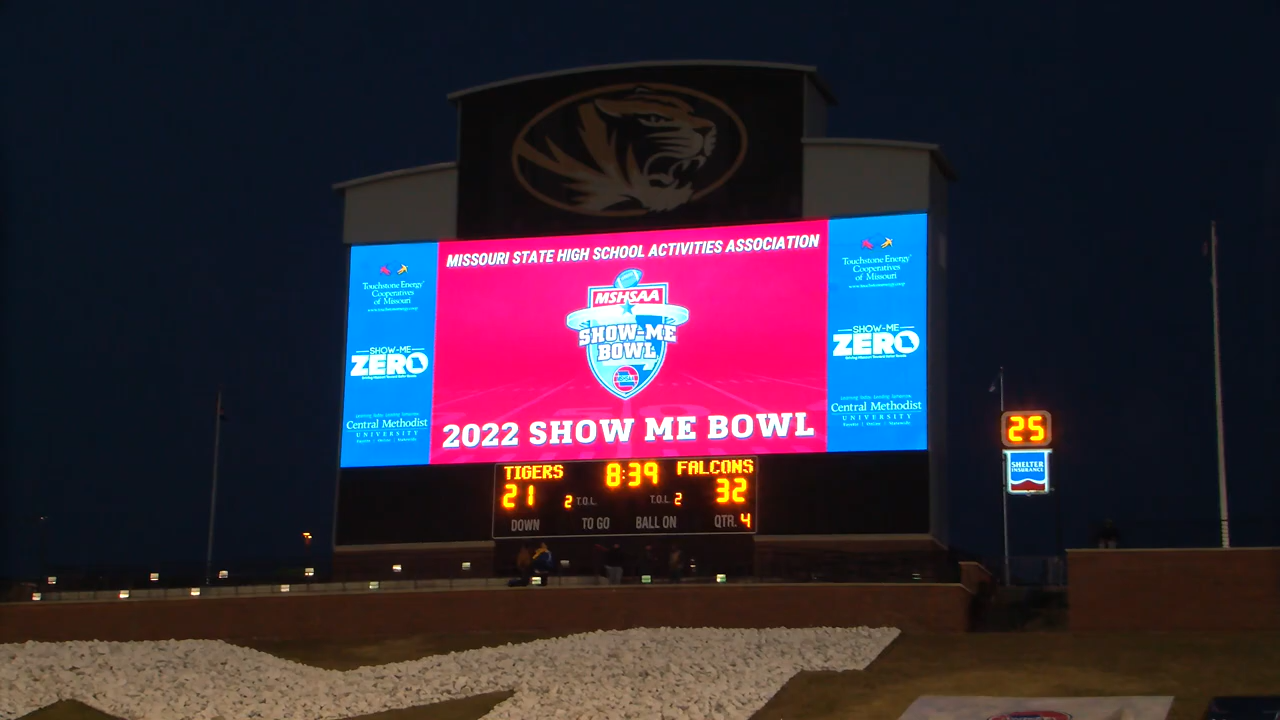 MISSOURI STATE HIGH SCHOOL ACTIVITIES ASSOCIATION
MSHSAA
SHOW-ME
BOWL
2022 SHOW ME BOWL
Touchstone Energy
Cooperatives
of Missouri
SHOW-ME
ZERO
Central Methodist
UNIVERSITY
Touchstone Energy
Cooperatives
of Missouri
SHOW-ME
ZERO
Central Methodist
UNIVERSITY
TIGERS 8:39 FALCONS
21 2 T.O.L. T.O.L. 2 32
DOWN TO GO BALL ON QTR. 4
25
SHELTER
INSURANCE